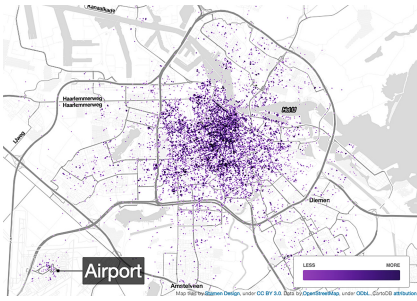 Haarlemmerweg
Haarlemmerweg
Diemen
Airport
Amstelveen
LESS
MORE
Map tiles by Stamen Design, under CC BY 3.0. Data by OpenStreetMap, under ODbL. CartoDB attribution